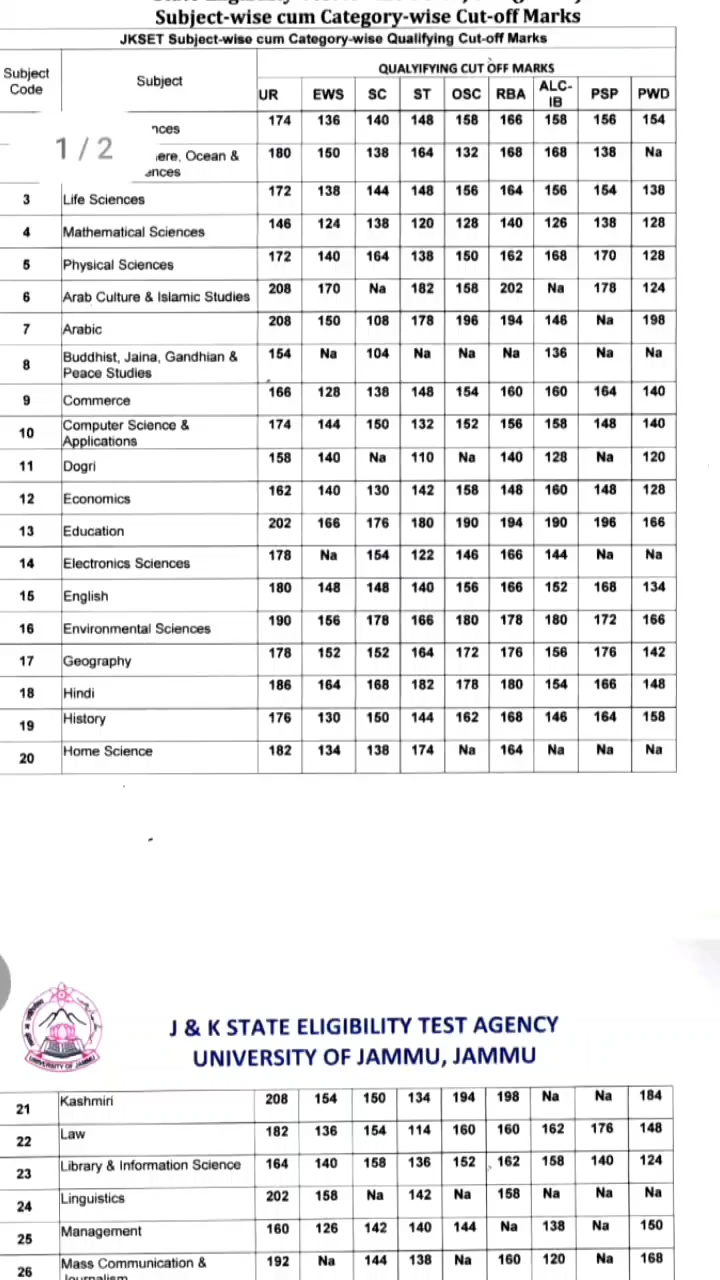 Subject-wise cum Category-wise Cut-off Marks
JKSET Subject-wise cum Category-wise Qualifying Cut-off Marks
Subject Code Subject QUALYIFYING CUT OFF MARKS
UR EWS SC ST OSC RBA ALC-IB PSP PWD
nces 174 136 140 148 158 166 158 156 154
1 / 2
ere, Ocean & 180 150 138 164 132 168 168 138 Na
ences
3 Life Sciences 172 138 144 148 156 164 156 154 138
4 Mathematical Sciences 146 124 138 120 128 140 126 138 128
5 Physical Sciences 172 140 164 138 150 162 168 170 128
6 Arab Culture & Islamic Studies 208 170 Na 182 158 202 Na 178 124
7 Arabic 208 150 108 178 196 194 146 Na 198
8 Buddhist, Jaina, Gandhian & 154 Na 104 Na Na Na 136 Na Na
Peace Studies
9 Commerce 166 128 138 148 154 160 160 164 140
10 Computer Science & 174 144 150 132 152 156 158 148 140
Applications
11 Dogri 158 140 Na 110 Na 140 128 Na 120
12 Economics 162 140 130 142 158 148 160 148 128
13 Education 202 166 176 180 190 194 190 196 166
14 Electronics Sciences 178 Na 154 122 146 166 144 Na Na
15 English 180 148 148 140 156 166 152 168 134
16 Environmental Sciences 190 156 178 166 180 178 180 172 166
17 Geography 178 152 152 164 172 176 156 176 142
18 Hindi 186 164 168 182 178 180 154 166 148
19 History 176 130 150 144 162 168 146 164 158
20 Home Science 182 134 138 174 Na 164 Na Na Na
UNIVERSITY OF JAMMU
J & K STATE ELIGIBILITY TEST AGENCY
UNIVERSITY OF JAMMU, JAMMU
21 Kashmiri 208 154 150 134 194 198 Na Na 184
22 Law 182 136 154 114 160 160 162 176 148
23 Library & Information Science 164 140 158 136 152 162 158 140 124
24 Linguistics 202 158 Na 142 Na 158 Na Na Na
25 Management 160 126 142 140 144 Na 138 Na 150
26 Mass Communication & 192 Na 144 138 Na 160 120 Na 168
Journalism